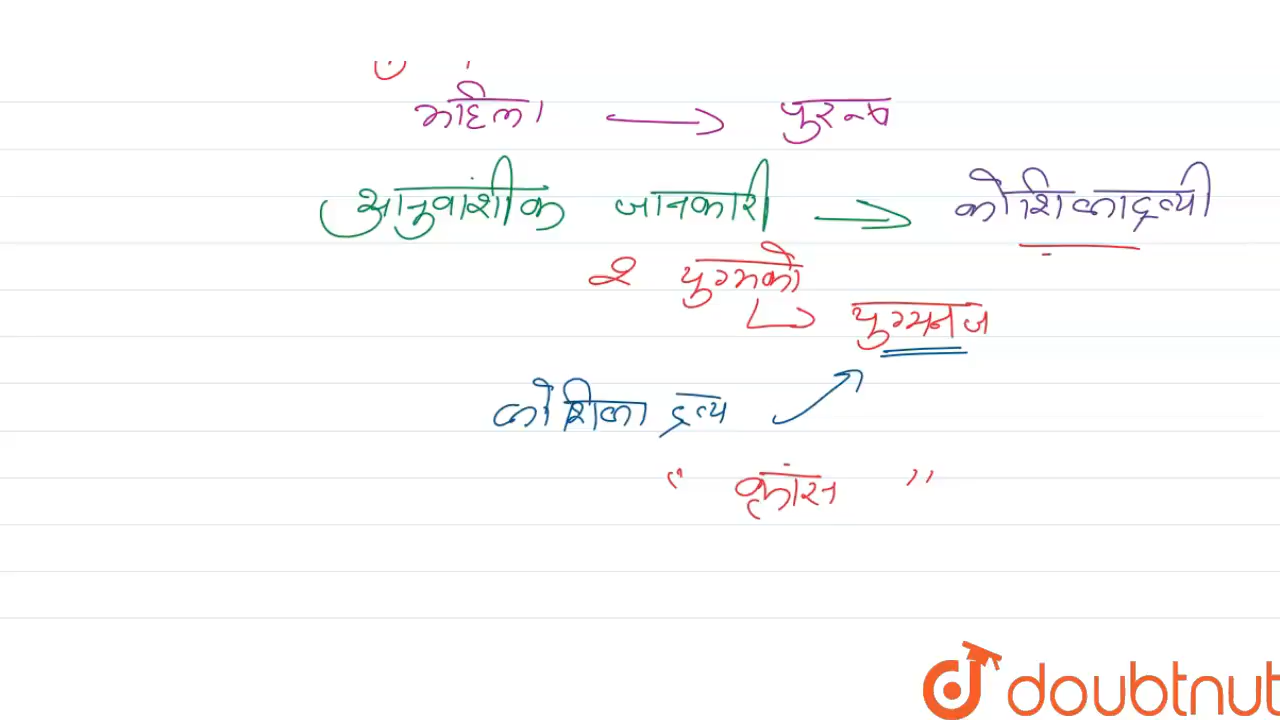 महिला → पुरुष
आनुवांशीक जानकारी → कोशिकाद्रव्यी
2 युग्मको
↳ युग्मनज
कोशिका द्रव्य ↗
" "
doubtnut